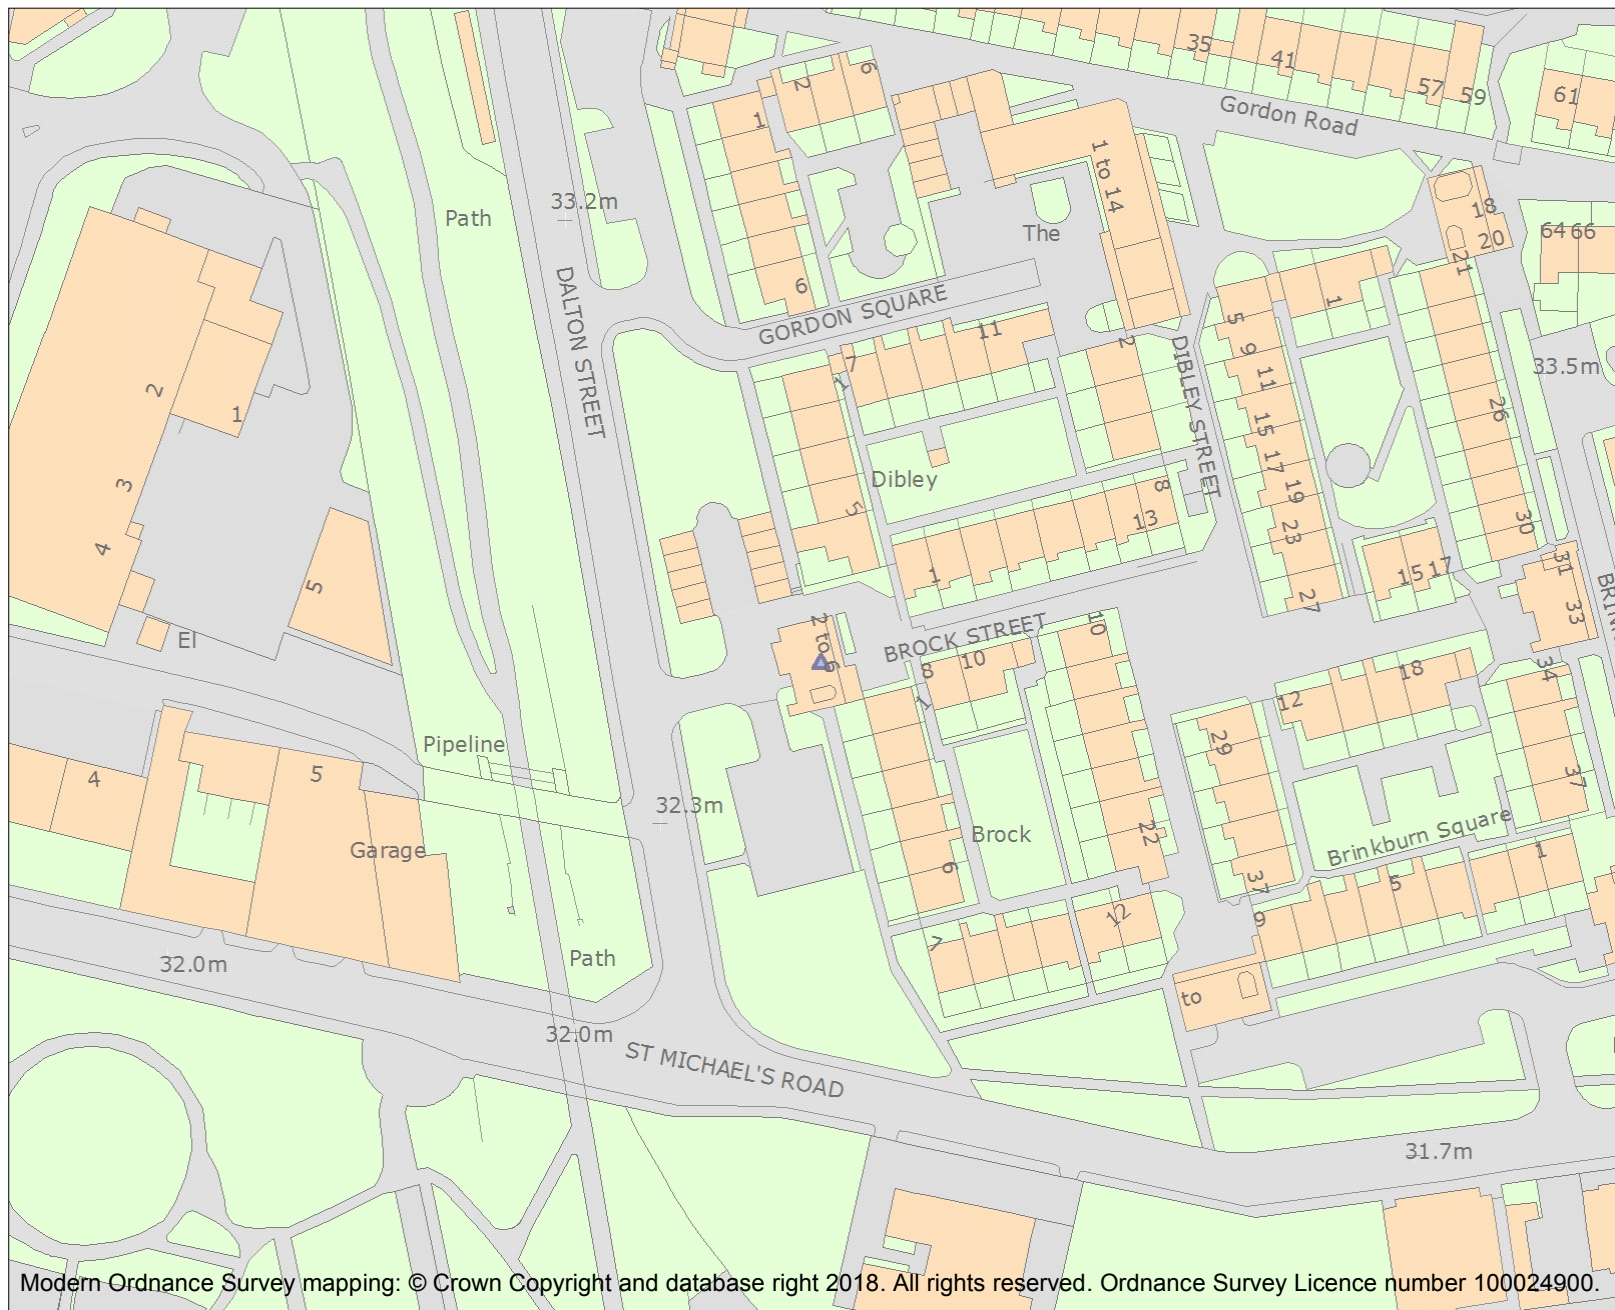 35
41
57
59
61
Gordon Road
2
6
1
1 to 14
18
20
64
66
Path
33.2m
The
21
6
GORDON SQUARE
DALTON STREET
7
11
1
2
5
1
9
11
15
17
19
23
27
DIBLEY STREET
33.5m
26
30
2
1
3
4
5
El
Dibley
5
8
13
1
15
17
31
33
2 to 6
BROCK STREET
8
10
10
1
12
18
34
29
37
Pipeline
4
5
Garage
32.3m
Brock
22
6
Brinkburn Square
37
1
5
9
7
12
Path
32.0m
to
32.0m
ST MICHAEL'S ROAD
31.7m
Modern Ordnance Survey mapping: © Crown Copyright and database right 2018. All rights reserved. Ordnance Survey Licence number 100024900.